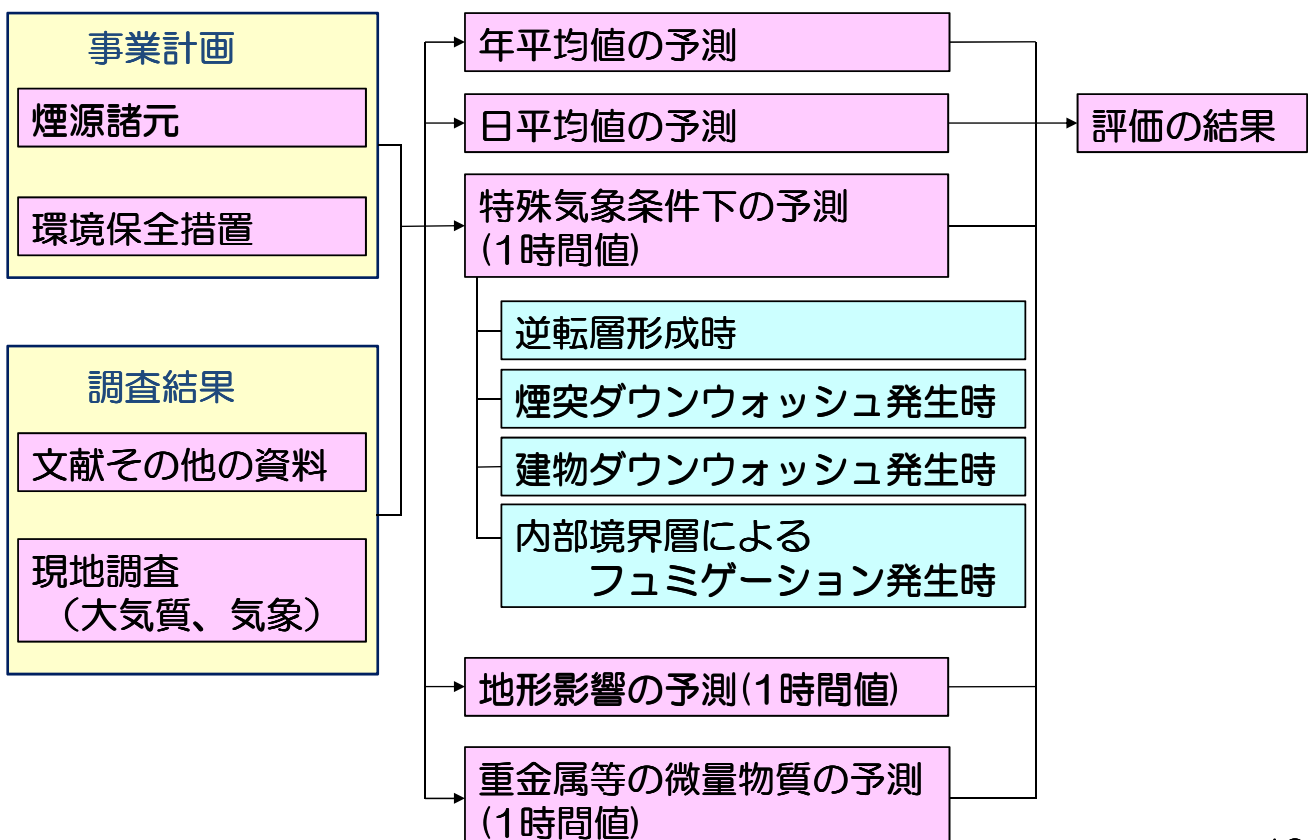 事業計画
煙源諸元
環境保全措置
調査結果
文献その他の資料
現地調査
（大気質、気象）
年平均値の予測
日平均値の予測
特殊気象条件下の予測
(1時間値)
逆転層形成時
煙突ダウンウォッシュ発生時
建物ダウンウォッシュ発生時
内部境界層による
フュミゲーション発生時
地形影響の予測(1時間値)
重金属等の微量物質の予測
(1時間値)
評価の結果